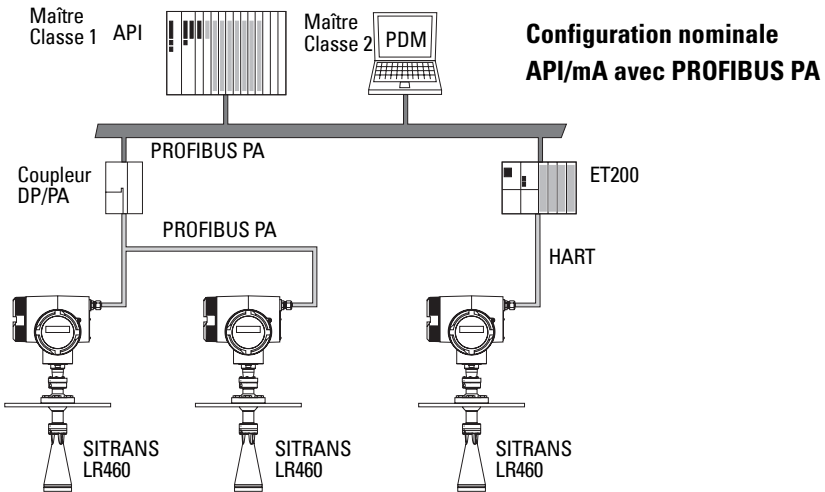 Maître
Classe 1
API
Maître
Classe 2
PDM
Configuration nominale
API/mA avec PROFIBUS PA
PROFIBUS PA
Coupleur
DP/PA
ET200
PROFIBUS PA
HART
SITRANS
LR460
SITRANS
LR460
SITRANS
LR460